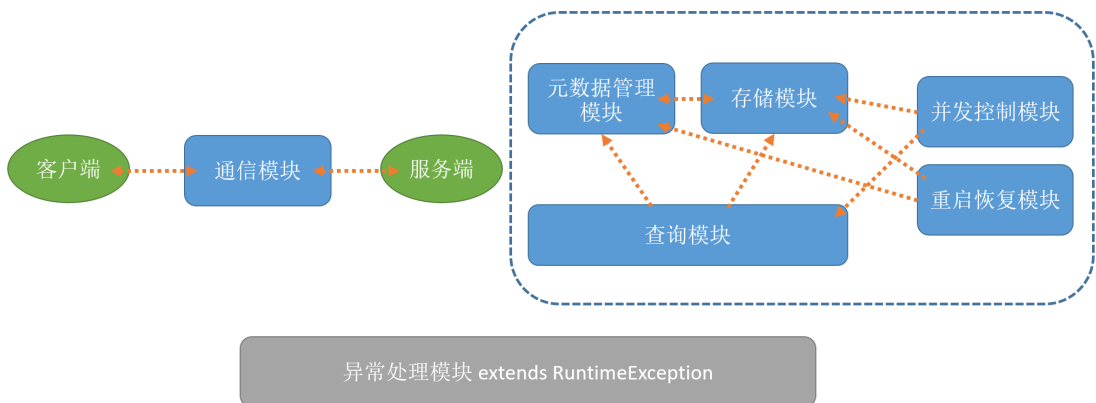 客户端
通信模块
服务端
元数据管理
模块
存储模块
并发控制模块
重启恢复模块
查询模块
异常处理模块 extends RuntimeException